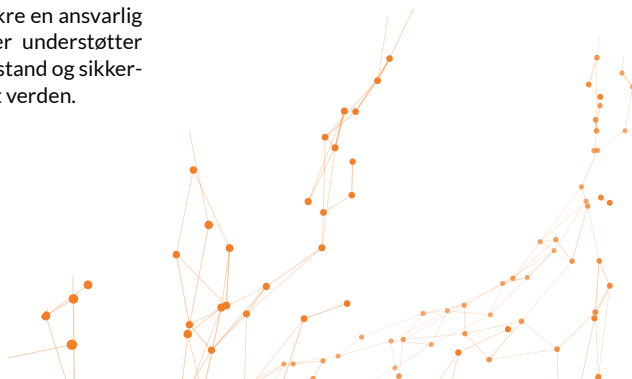 kre en ansvarlig
er understøtter
stand og sikker-
t verden.